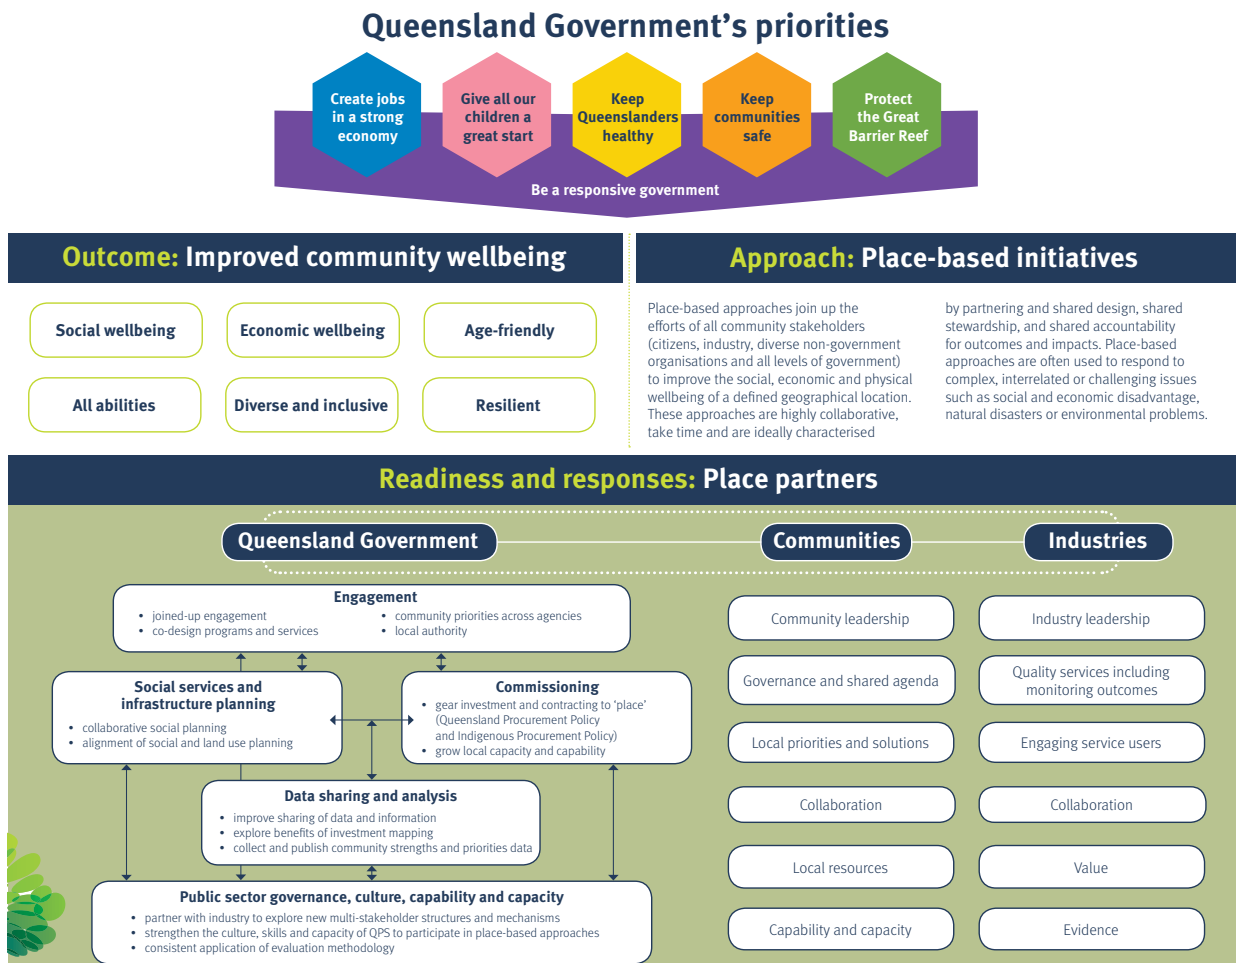 Queensland Government’s priorities
Create jobs
in a strong
economy
Give all our
children a
great start
Keep
Queenslanders
healthy
Keep
communities
safe
Protect
the Great
Barrier Reef
Be a responsive government
Outcome: Improved community wellbeing
Social wellbeing
Economic wellbeing
Age-friendly
All abilities
Diverse and inclusive
Resilient
Approach: Place-based initiatives
Place-based approaches join up the
efforts of all community stakeholders
(citizens, industry, diverse non-government
organisations and all levels of government)
to improve the social, economic and physical
wellbeing of a defined geographical location.
These approaches are highly collaborative,
take time and are ideally characterised
by partnering and shared design, shared
stewardship, and shared accountability
for outcomes and impacts. Place-based
approaches are often used to respond to
complex, interrelated or challenging issues
such as social and economic disadvantage,
natural disasters or environmental problems.
Readiness and responses: Place partners
Queensland Government
Communities
Industries
Engagement
• joined-up engagement
• co-design programs and services
• community priorities across agencies
• local authority
Social services and
infrastructure planning
• collaborative social planning
• alignment of social and land use planning
Commissioning
• gear investment and contracting to ‘place’
(Queensland Procurement Policy
and Indigenous Procurement Policy)
• grow local capacity and capability
Data sharing and analysis
• improve sharing of data and information
• explore benefits of investment mapping
• collect and publish community strengths and priorities data
Public sector governance, culture, capability and capacity
• partner with industry to explore new multi-stakeholder structures and mechanisms
• strengthen the culture, skills and capacity of QPS to participate in place-based approaches
• consistent application of evaluation methodology
Community leadership
Governance and shared agenda
Local priorities and solutions
Collaboration
Local resources
Capability and capacity
Industry leadership
Quality services including
monitoring outcomes
Engaging service users
Collaboration
Value
Evidence